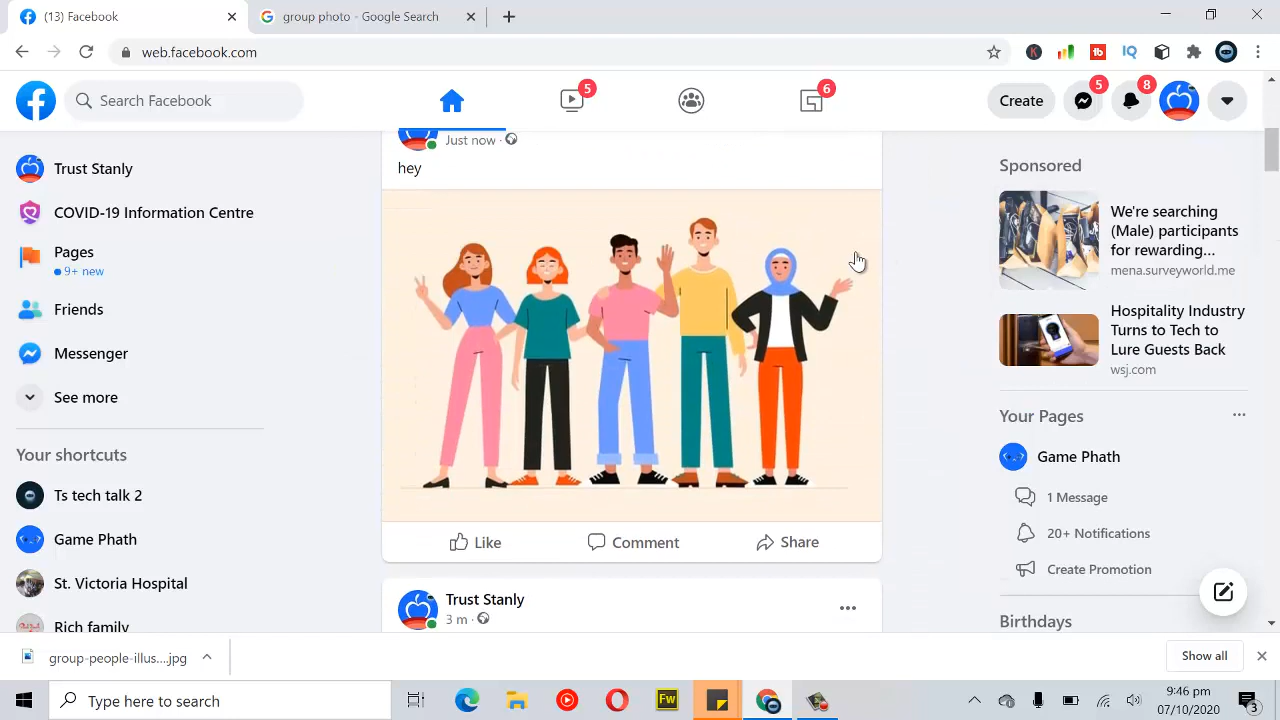 (13) Facebook
group photo - Google Search
web.facebook.com
K
tb
IQ
Search Facebook
5
6
Create
5
8
Trust Stanly
COVID-19 Information Centre
Pages
9+ new
Friends
Messenger
See more
Your shortcuts
Ts tech talk 2
Game Phath
St. Victoria Hospital
Rich family
Just now ·
hey
Like
Comment
Share
Trust Stanly
3 m ·
Sponsored
We're searching
(Male) participants
for rewarding...
mena.surveyworld.me
Hospitality Industry
Turns to Tech to
Lure Guests Back
wsj.com
Your Pages
Game Phath
1 Message
20+ Notifications
Create Promotion
Birthdays
group-people-illus....jpg
Show all
Type here to search
Fw
9:46 pm
07/10/2020
3